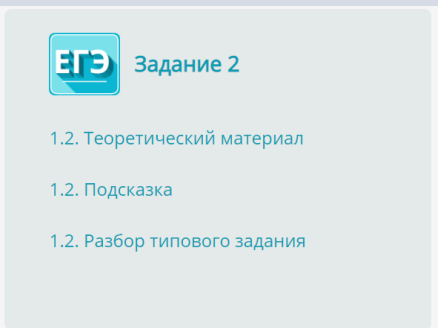 ЕГЭ Задание 2
1.2. Теоретический материал
1.2. Подсказка
1.2. Разбор типового задания